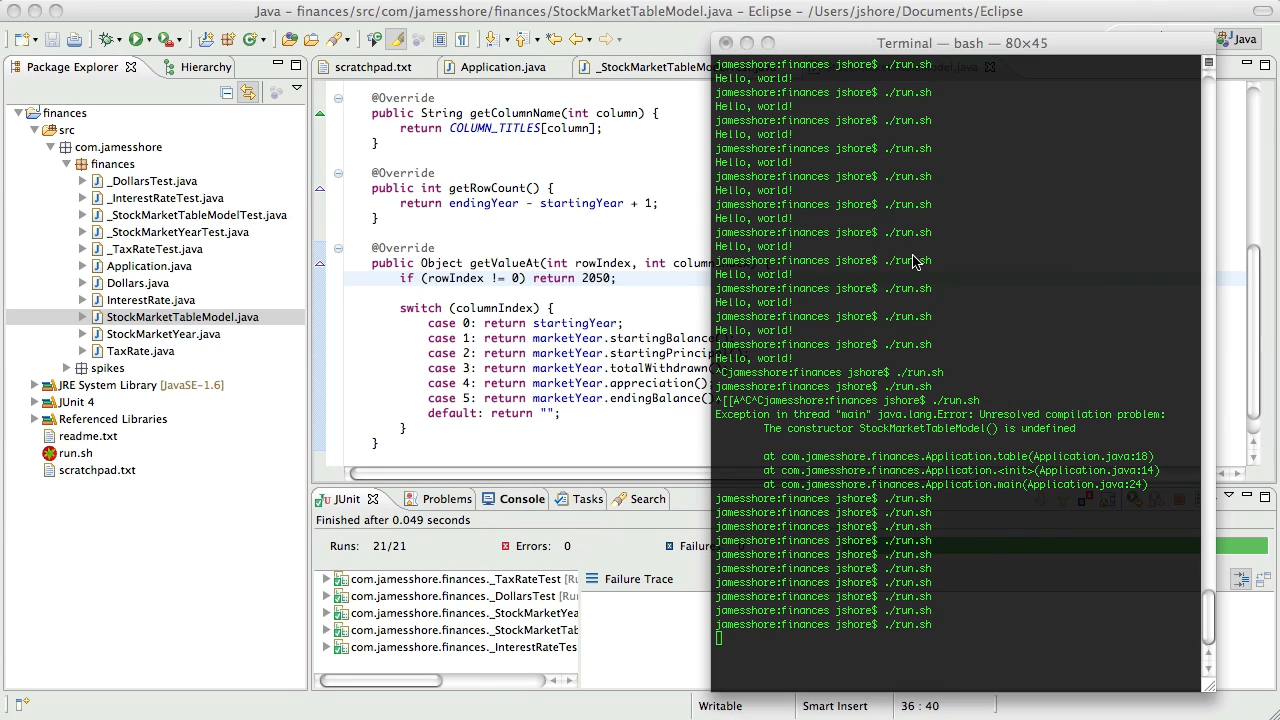 Java – finances/src/com/jamesshore/finances/StockMarketTableModel.java – Eclipse – /Users/jshore/Documents/Eclipse
Java
Package Explorer
Hierarchy
scratchpad.txt
Application.java
_StockMarketTableMo
Terminal — bash — 80×45
finances
src
com.jamesshore
finances
_DollarsTest.java
_InterestRateTest.java
_StockMarketTableModelTest.java
_StockMarketYearTest.java
_TaxRateTest.java
Application.java
Dollars.java
InterestRate.java
StockMarketTableModel.java
StockMarketYear.java
TaxRate.java
spikes
JRE System Library [JavaSE-1.6]
JUnit 4
Referenced Libraries
readme.txt
run.sh
scratchpad.txt
@Override
public String getColumnName(int column) {
return COLUMN_TITLES[column];
}
@Override
public int getRowCount() {
return endingYear - startingYear + 1;
}
@Override
public Object getValueAt(int rowIndex, int column
if (rowIndex != 0) return 2050;
switch (columnIndex) {
case 0: return startingYear;
case 1: return marketYear.startingBalance();
case 2: return marketYear.startingPrincipal();
case 3: return marketYear.totalWithdrawn()
case 4: return marketYear.appreciation();
case 5: return marketYear.endingBalance()
default: return "";
}
}
jamesshore:finances jshore$ ./run.sh
Hello, world!
jamesshore:finances jshore$ ./run.sh
Hello, world!
jamesshore:finances jshore$ ./run.sh
Hello, world!
jamesshore:finances jshore$ ./run.sh
Hello, world!
jamesshore:finances jshore$ ./run.sh
Hello, world!
jamesshore:finances jshore$ ./run.sh
Hello, world!
jamesshore:finances jshore$ ./run.sh
Hello, world!
jamesshore:finances jshore$ ./run.sh
Hello, world!
jamesshore:finances jshore$ ./run.sh
Hello, world!
jamesshore:finances jshore$ ./run.sh
Hello, world!
jamesshore:finances jshore$ ./run.sh
Hello, world!
^Cjamesshore:finances jshore$ ./run.sh
jamesshore:finances jshore$ ./run.sh
^[[A^C^Cjamesshore:finances jshore$ ./run.sh
Exception in thread "main" java.lang.Error: Unresolved compilation problem:
The constructor StockMarketTableModel() is undefined
at com.jamesshore.finances.Application.table(Application.java:18)
at com.jamesshore.finances.Application.<init>(Application.java:14)
at com.jamesshore.finances.Application.main(Application.java:24)
jamesshore:finances jshore$ ./run.sh
jamesshore:finances jshore$ ./run.sh
jamesshore:finances jshore$ ./run.sh
jamesshore:finances jshore$ ./run.sh
jamesshore:finances jshore$ ./run.sh
jamesshore:finances jshore$ ./run.sh
jamesshore:finances jshore$ ./run.sh
jamesshore:finances jshore$ ./run.sh
jamesshore:finances jshore$ ./run.sh
jamesshore:finances jshore$ ./run.sh
JUnit
Problems
Console
Tasks
Search
Finished after 0.049 seconds
Runs: 21/21
Errors: 0
Failures: 0
com.jamesshore.finances._TaxRateTest [Ru
com.jamesshore.finances._DollarsTest [Ru
com.jamesshore.finances._StockMarketYea
com.jamesshore.finances._StockMarketTab
com.jamesshore.finances._InterestRateTes
Failure Trace
Writable
Smart Insert
36 : 40